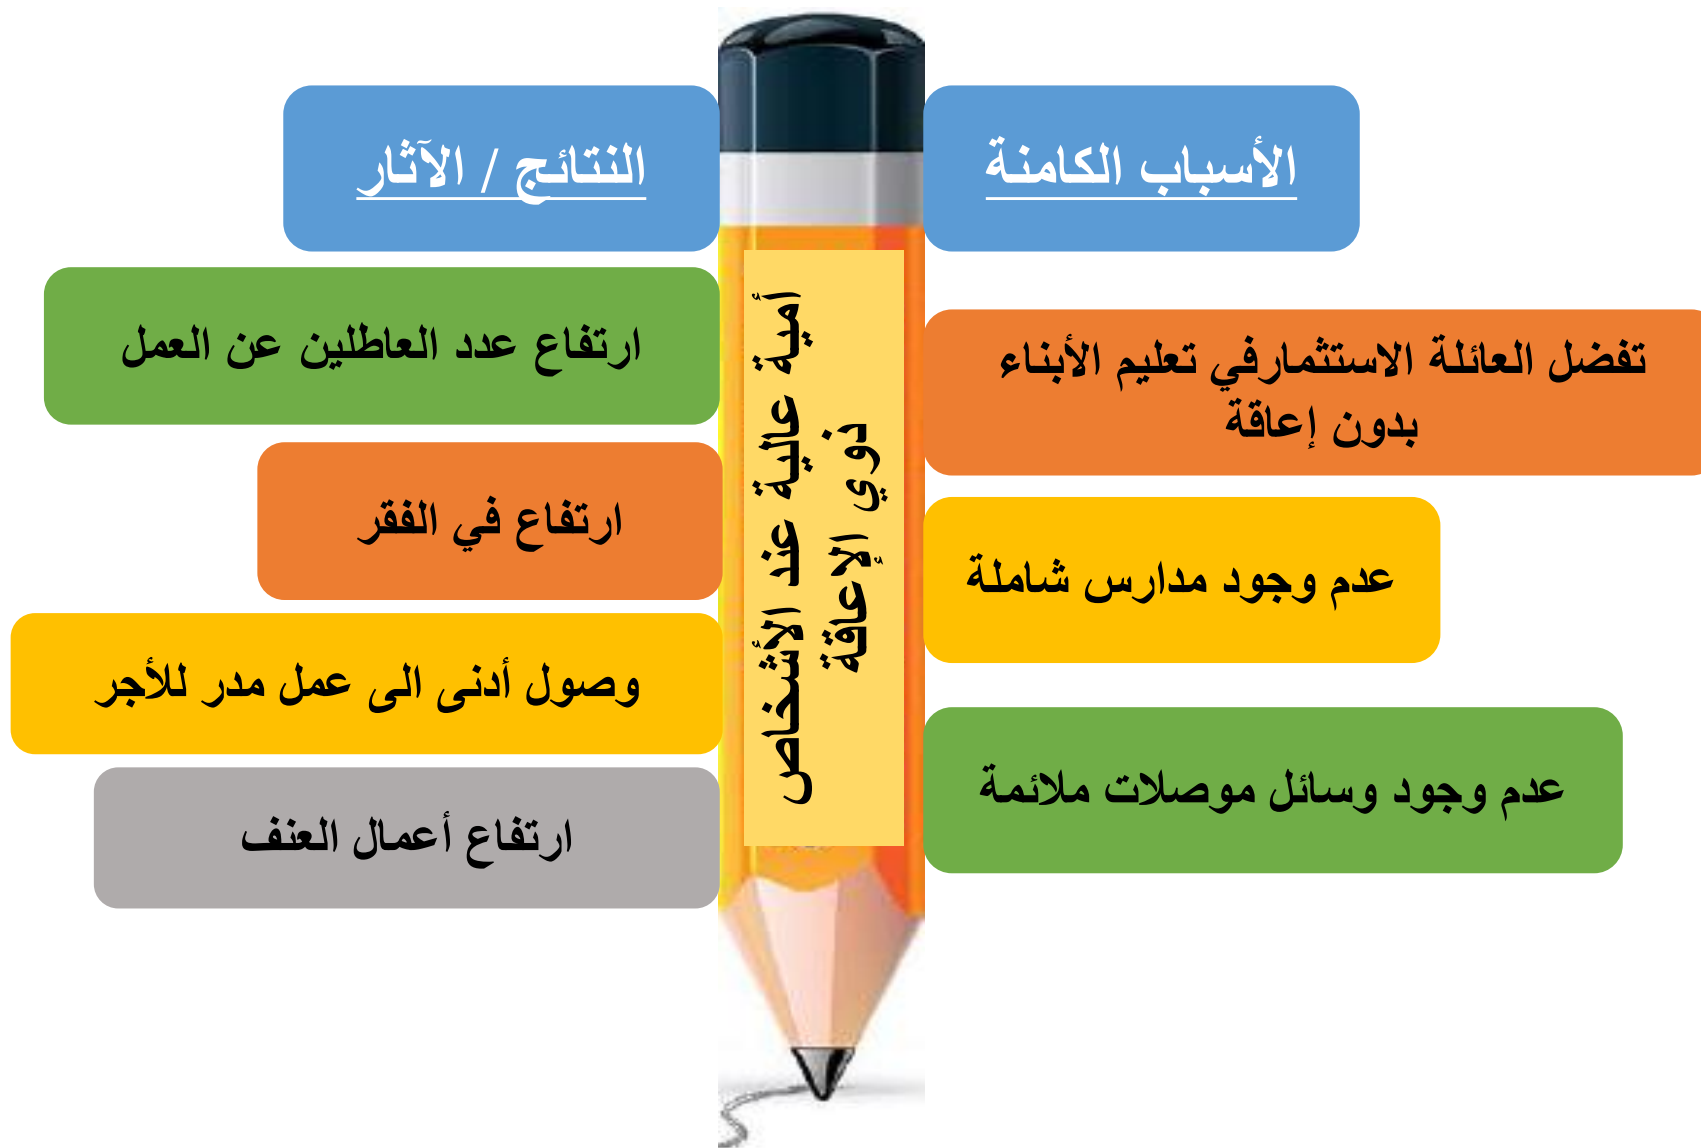 الأسباب الكامنة
تفضل العائلة الاستثمارفي تعليم الأبناء
بدون إعاقة
عدم وجود مدارس شاملة
عدم وجود وسائل موصلات ملائمة
أمية عالية عند الأشخاص
ذوي الإعاقة
النتائج / الآثار
ارتفاع عدد العاطلين عن العمل
ارتفاع في الفقر
وصول أدنى الى عمل مدر للأجر
ارتفاع أعمال العنف